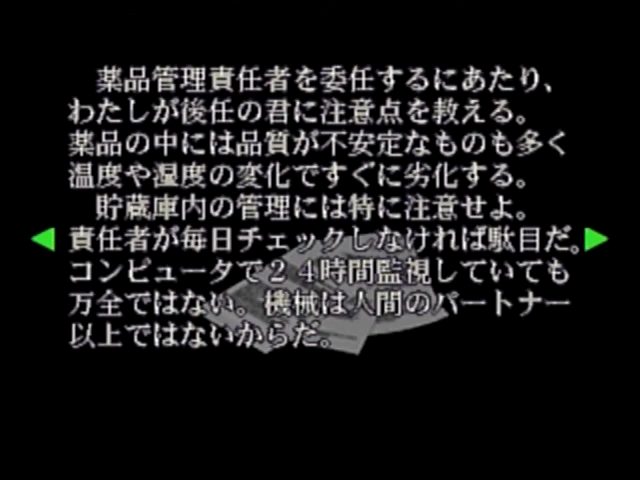 薬品管理責任者を委任するにあたり、
わたしが後任の君に注意点を教える。
薬品の中には品質が不安定なものも多く
温度や湿度の変化ですぐに劣化する。
　貯蔵庫内の管理には特に注意せよ。
責任者が毎日チェックしなければ駄目だ。
コンピュータで２４時間監視していても
万全ではない。機械は人間のパートナー
以上ではないからだ。